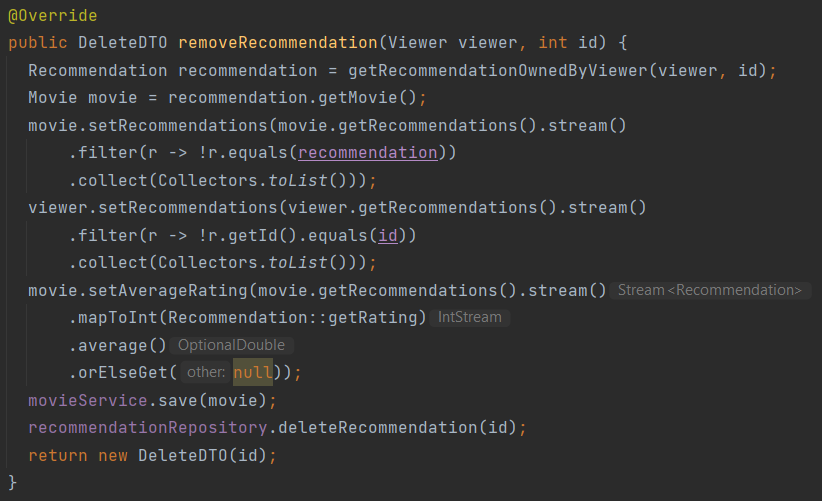 @Override
public DeleteDTO removeRecommendation(Viewer viewer, int id) {
Recommendation recommendation = getRecommendationOwnedByViewer(viewer, id);
Movie movie = recommendation.getMovie();
movie.setRecommendations(movie.getRecommendations().stream()
.filter(r -> !r.equals(recommendation))
.collect(Collectors.toList()));
viewer.setRecommendations(viewer.getRecommendations().stream()
.filter(r -> !r.getId().equals(id))
.collect(Collectors.toList()));
movie.setAverageRating(movie.getRecommendations().stream() Stream<Recommendation>
.mapToInt(Recommendation::getRating) IntStream
.average() OptionalDouble
.orElseGet( other: null));
movieService.save(movie);
recommendationRepository.deleteRecommendation(id);
return new DeleteDTO(id);
}